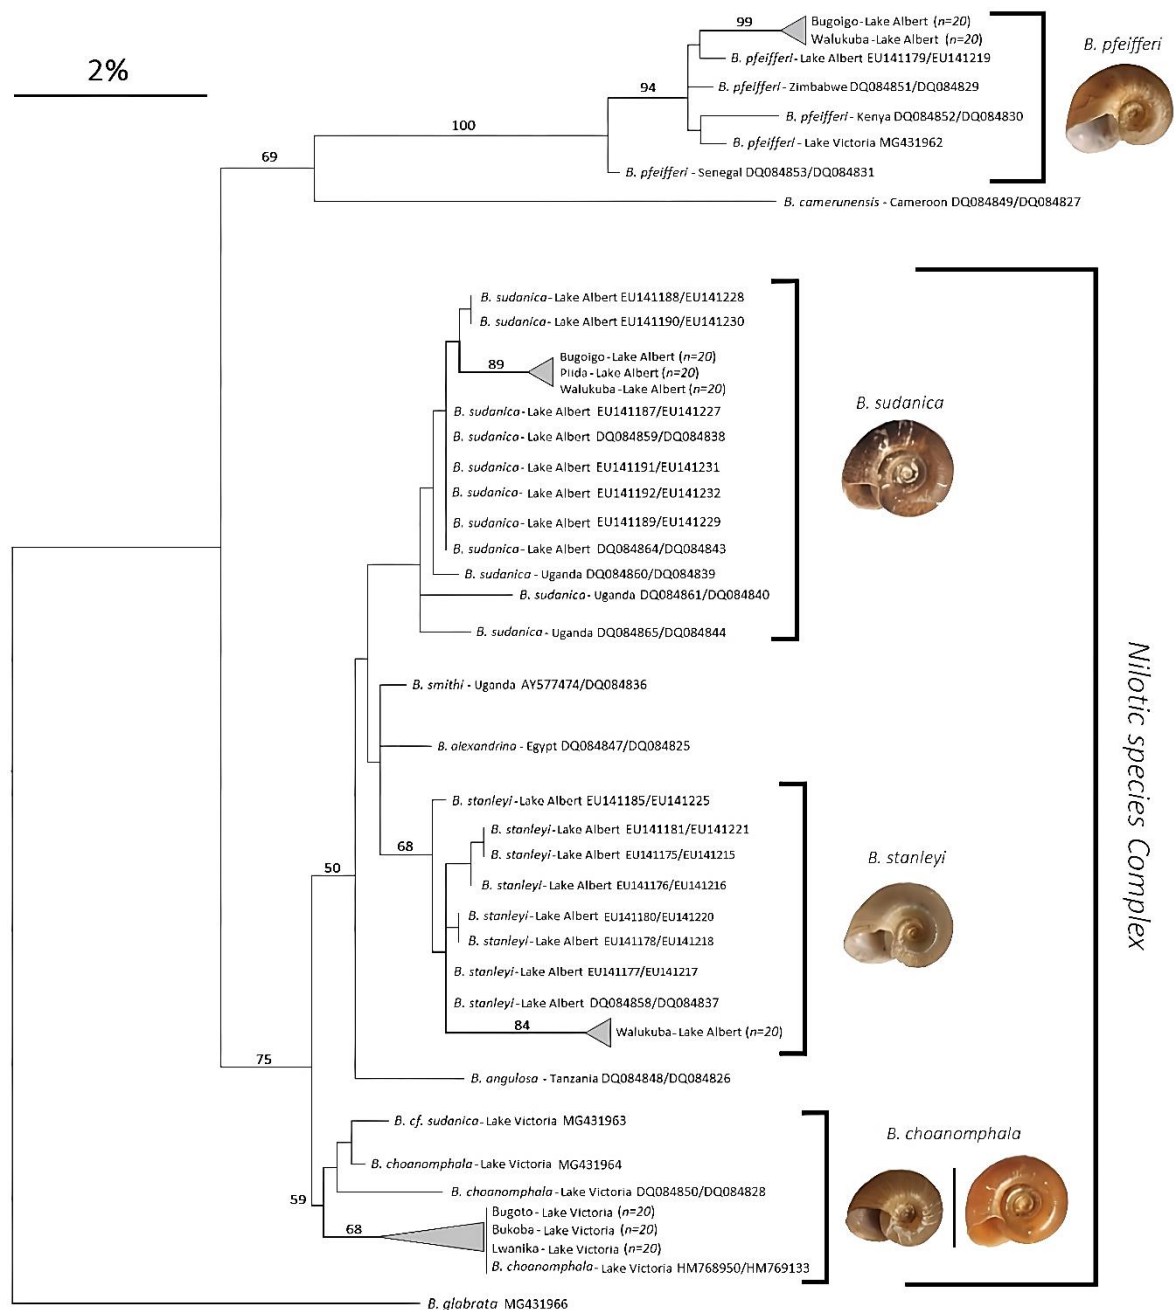 99
Bugoigo-Lake Albert (n=20)
Walukuba-Lake Albert (n=20)
B. pfeifferi
2%
B. pfeifferi- Lake Albert EU141179/EU141219
94
B. pfeifferi - Zimbabwe DQ084851/DQ084829
B. pfeifferi - Kenya DQ084852/DQ084830
100
B. pfeifferi - Lake Victoria MG431962
69
B. pfeifferi - Senegal DQ084853/DQ084831
B. camerunensis - Cameroon DQ084849/DQ084827
B. sudanica - Lake Albert EU141188/EU141228
B. sudanica - Lake Albert EU141190/EU141230
89
Bugoigo-Lake Albert (n=20)
Piida-Lake Albert (n=20)
Walukuba-Lake Albert (n=20)
B. sudanica
B. sudanica - Lake Albert EU141187/EU141227
B. sudanica - Lake Albert DQ084859/DQ084838
B. sudanica - Lake Albert EU141191/EU141231
B. sudanica - Lake Albert EU141192/EU141232
B. sudanica - Lake Albert EU141189/EU141229
B. sudanica - Lake Albert DQ084864/DQ084843
B. sudanica - Uganda DQ084860/DQ084839
B. sudanica - Uganda DQ084861/DQ084840
B. sudanica - Uganda DQ084865/DQ084844
Nilotic species Complex
B. smithi - Uganda AY577474/DQ084836
B. alexandrina - Egypt DQ084847/DQ084825
B. stanleyi - Lake Albert EU141185/EU141225
B. stanleyi - Lake Albert EU141181/EU141221
68
B. stanleyi - Lake Albert EU141175/EU141215
B. stanleyi
50
B. stanleyi - Lake Albert EU141176/EU141216
B. stanleyi - Lake Albert EU141180/EU141220
B. stanleyi - Lake Albert EU141178/EU141218
B. stanleyi - Lake Albert EU141177/EU141217
B. stanleyi - Lake Albert DQ084858/DQ084837
84
Walukuba-Lake Albert (n=20)
75
B. angulosa - Tanzania DQ084848/DQ084826
B. cf. sudanica - Lake Victoria MG431963
B. choanomphala
B. choanomphala - Lake Victoria MG431964
59
B. choanomphala - Lake Victoria DQ084850/DQ084828
Bugoto - Lake Victoria (n=20)
68
Bukoba - Lake Victoria (n=20)
Lwanika - Lake Victoria (n=20)
B. choanomphala - Lake Victoria HM768950/HM769133
B. glabrata MG431966